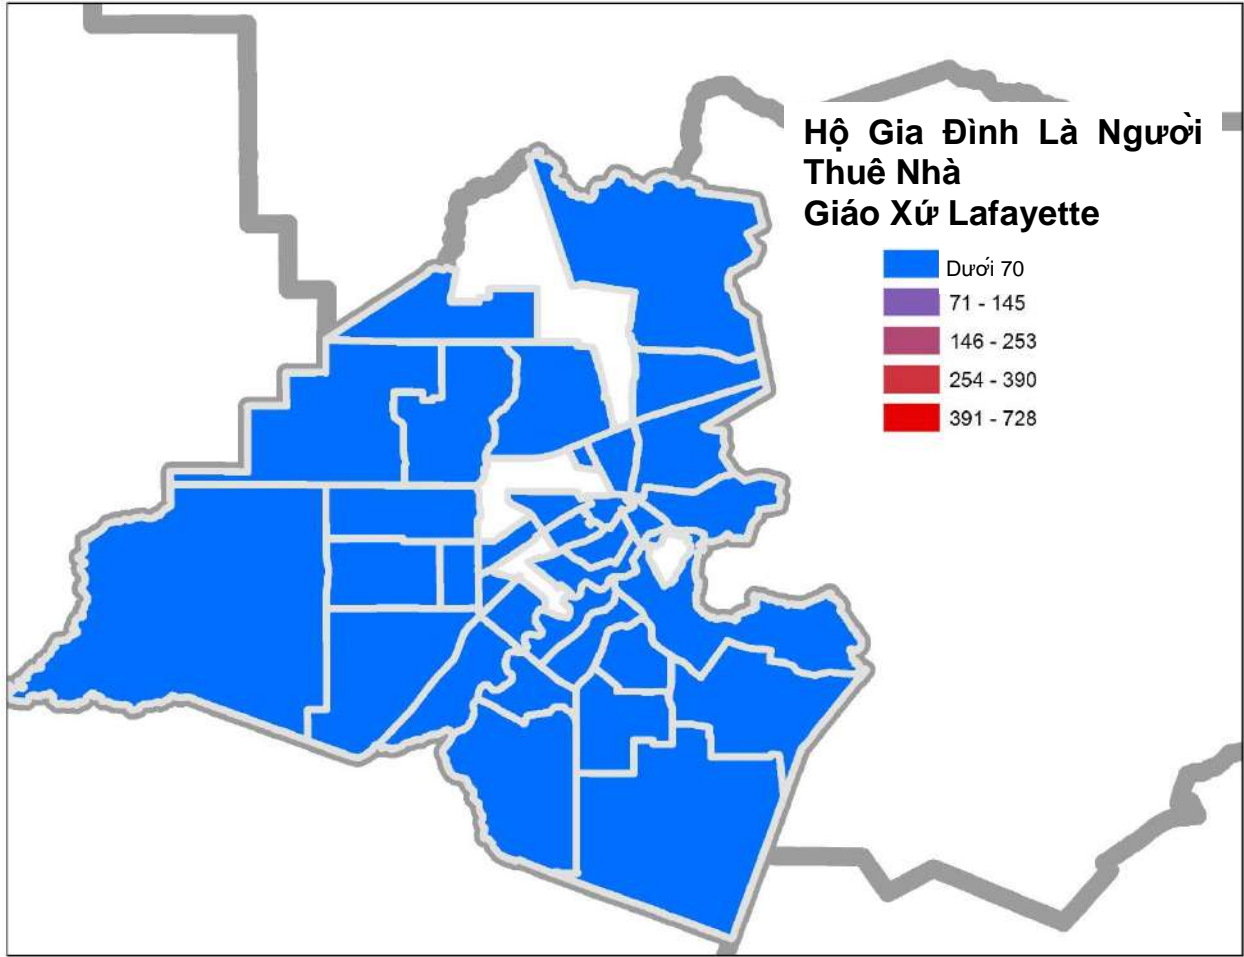 Hộ Gia Đình Là Người
Thuê Nhà
Giáo Xứ Lafayette
Dưới 70
71 - 145
146 - 253
254 - 390
391 - 728